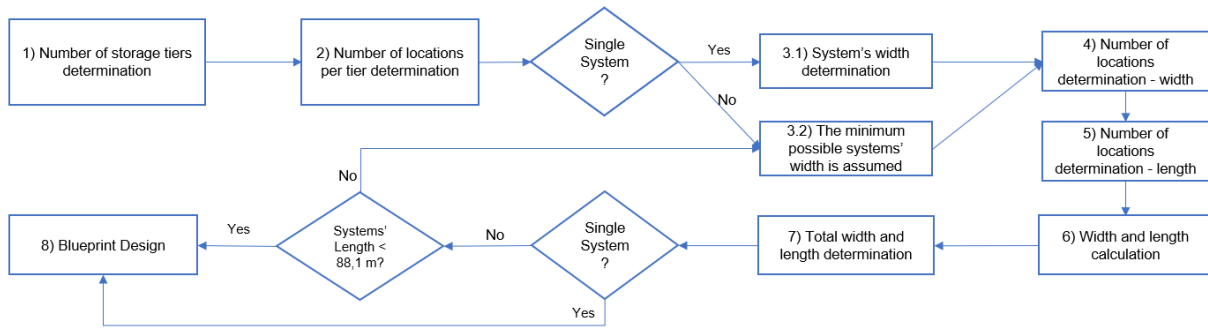 1) Number of storage tiers
determination
2) Number of locations
per tier determination
Single
System
?
Yes
No
3.1) System's width
determination
3.2) The minimum
possible systems'
width is assumed
4) Number of
locations
determination - width
5) Number of
locations
determination - length
6) Width and length
calculation
7) Total width and
length determination
Single
System
?
No
Yes
Systems'
Length <
88,1 m?
No
Yes
8) Blueprint Design